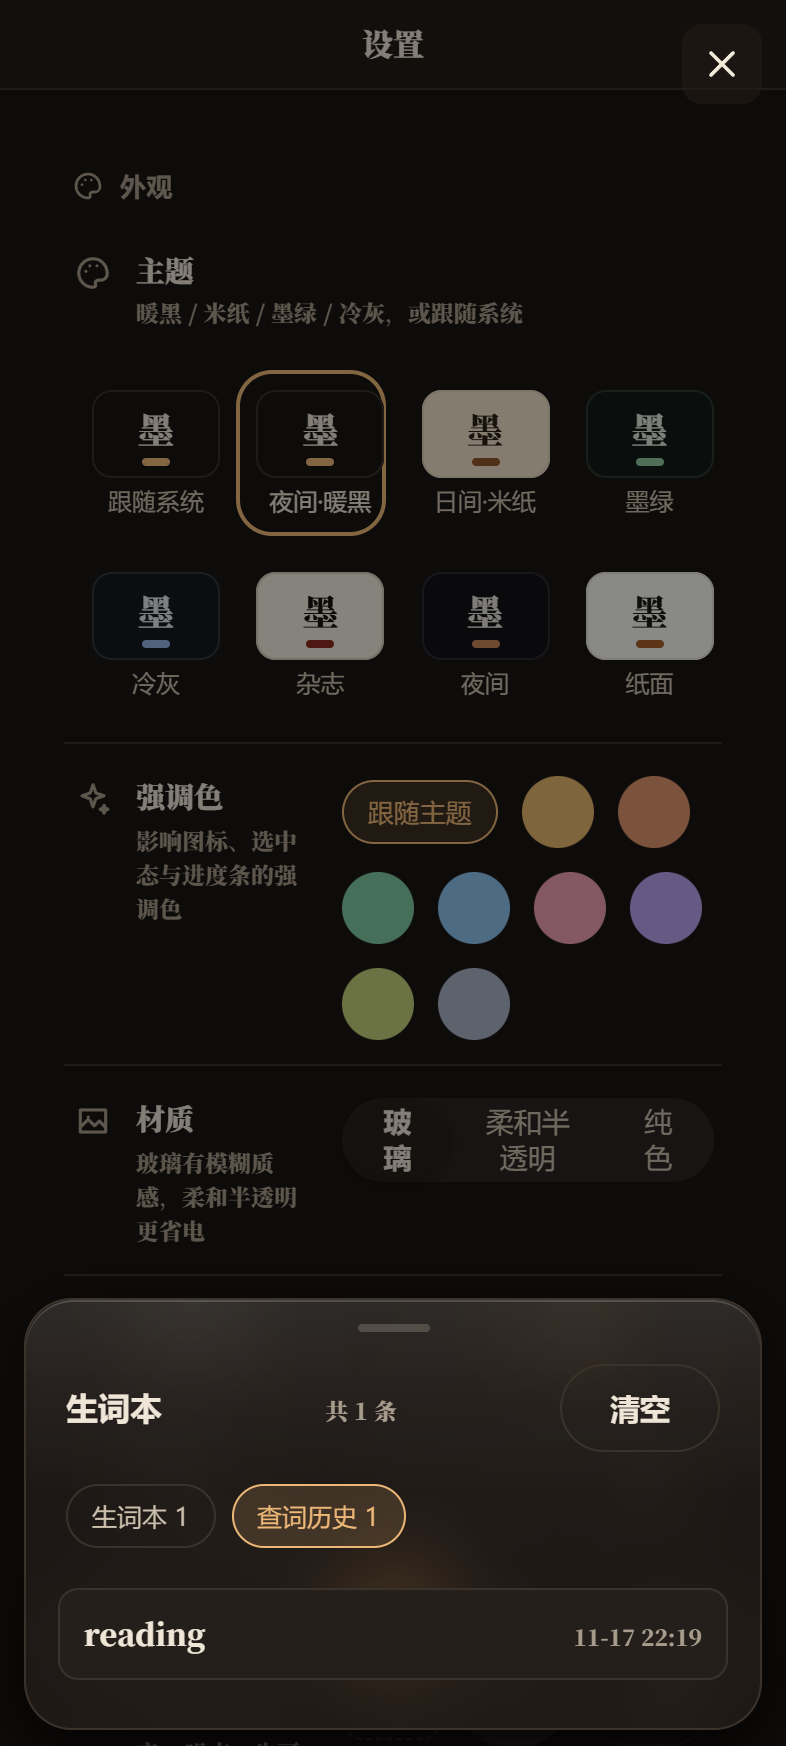 设置
外观
主题
暖黑 / 米纸 / 墨绿 / 冷灰，或跟随系统
墨 墨 墨 墨
跟随系统 夜间·暖黑 日间·米纸 墨绿
墨 墨 墨 墨
冷灰 杂志 夜间 纸面
强调色
影响图标、选中
态与进度条的强
调色
跟随主题
材质
玻璃有模糊质
感，柔和半透明
更省电
玻
璃
柔和半
透明
纯
色
生词本 共 1 条 清空
生词本 1 查词历史 1
reading 11-17 22:19